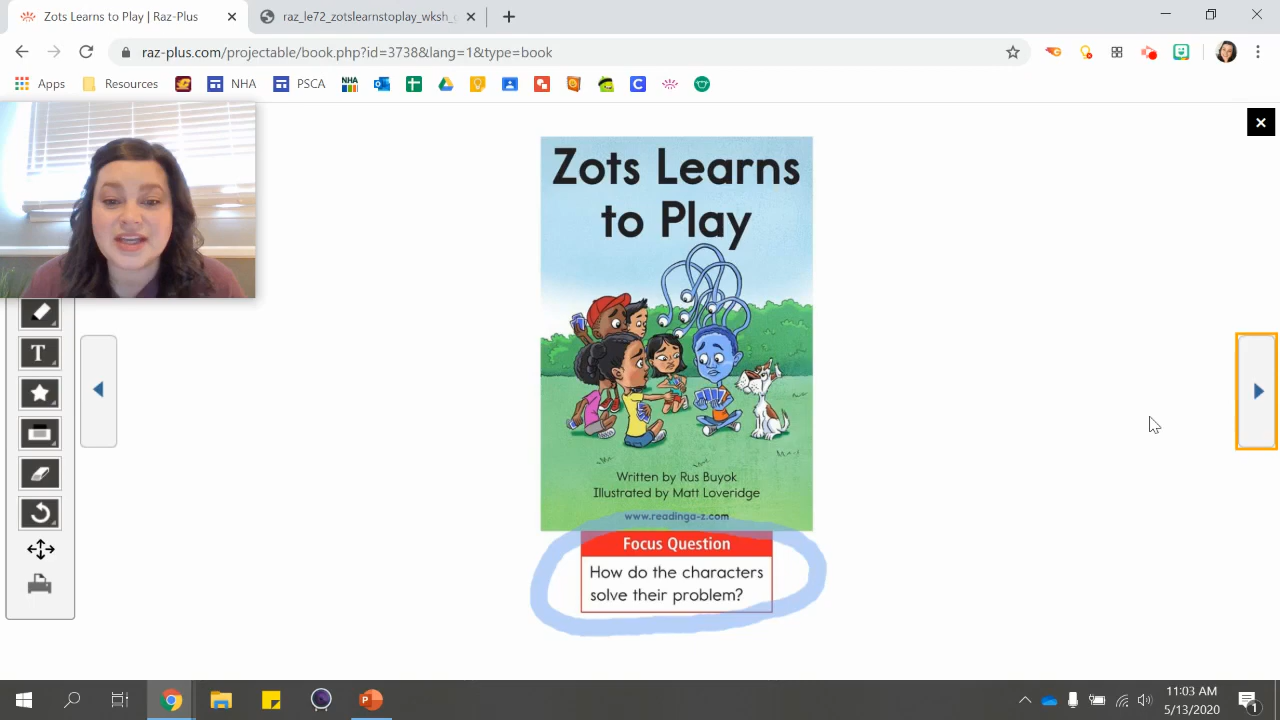 Zots Learns to Play | Raz-Plus
raz_le72_zotslearnstoplay_wksh_
raz-plus.com/projectable/book.php?id=3738&lang=1&type=book
Apps
Resources
NHA
PSCA
NHA
Zots Learns
to Play
Written by Rus Buyok
Illustrated by Matt Loveridge
www.readinga-z.com
Focus Question
How do the characters
solve their problem?
T
11:03 AM
5/13/2020
1